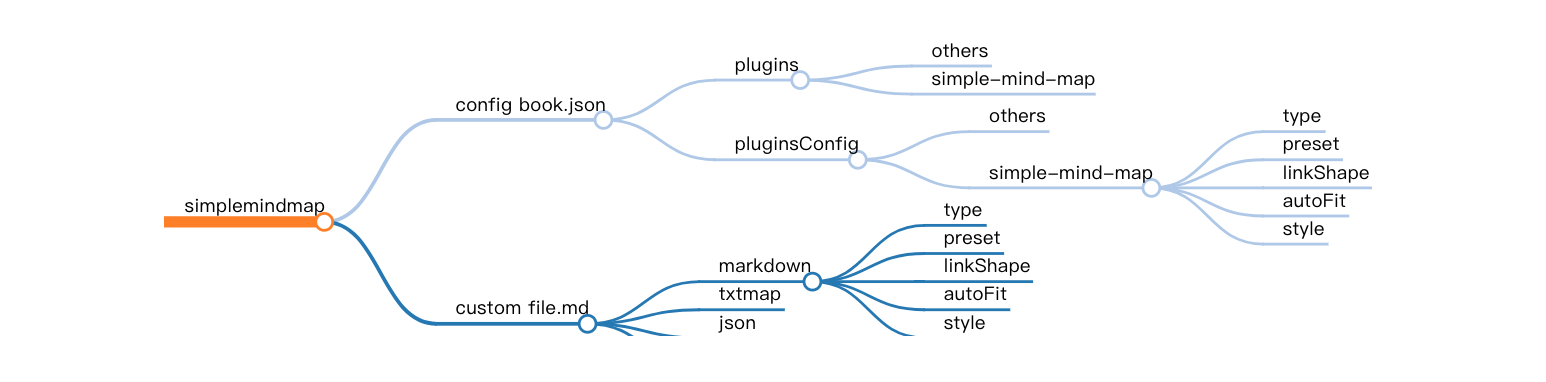 simplemindmap
config book.json
plugins
others
simple-mind-map
pluginsConfig
others
simple-mind-map
type
preset
linkShape
autoFit
style
custom file.md
markdown
type
preset
linkShape
autoFit
style
txtmap
json